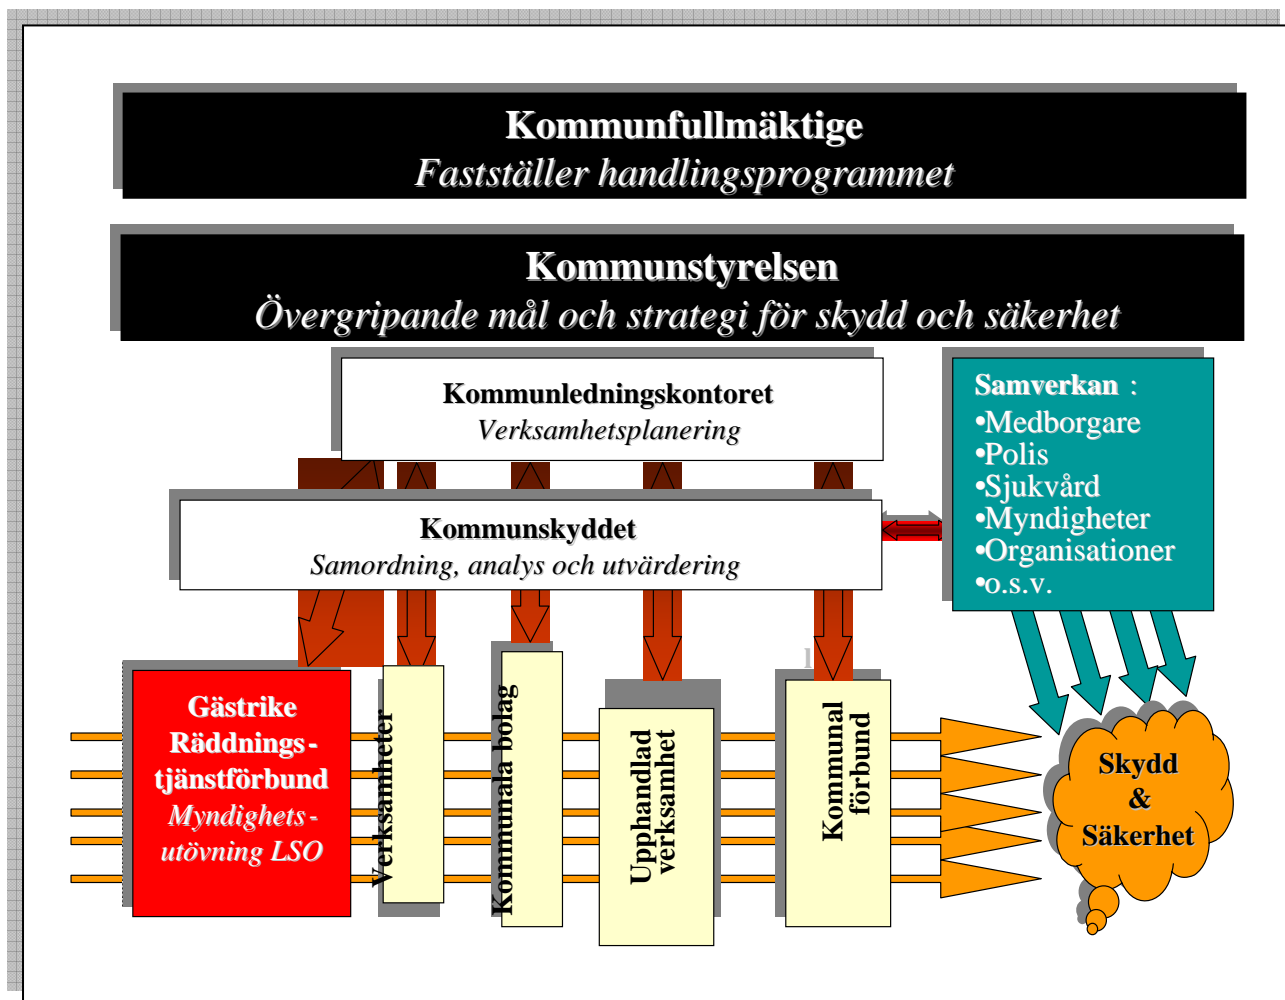 Kommunfullmäktige
Fastställer handlingsprogrammet
Kommunstyrelsen
Övergripande mål och strategi för skydd och säkerhet
Kommunledningskontoret
Verksamhetsplanering
Samverkan :
•Medborgare
•Polis
•Sjukvård
•Myndigheter
•Organisationer
•o.s.v.
Kommunskyddet
Samordning, analys och utvärdering
Gästrike
Räddnings-
tjänstförbund
Myndighets-
utövning LSO
Verksamheter
Kommunala bolag
Upphandlad
verksamhet
Kommunal
förbund
Skydd
&
Säkerhet